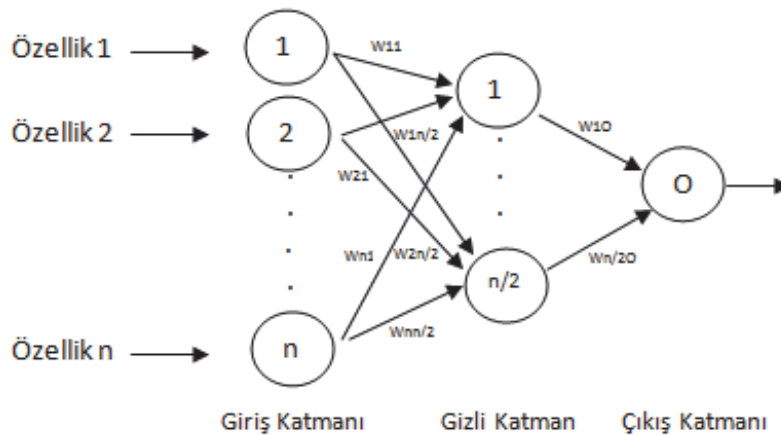 Özellik 1
1
W11
1
Özellik 2
2
W1n/2
W21
W1O
O
Wn1
W2n/2
n/2
Wn/2O
Wnn/2
Özellik n
n
Giriş Katmanı
Gizli Katman
Çıkış Katmanı